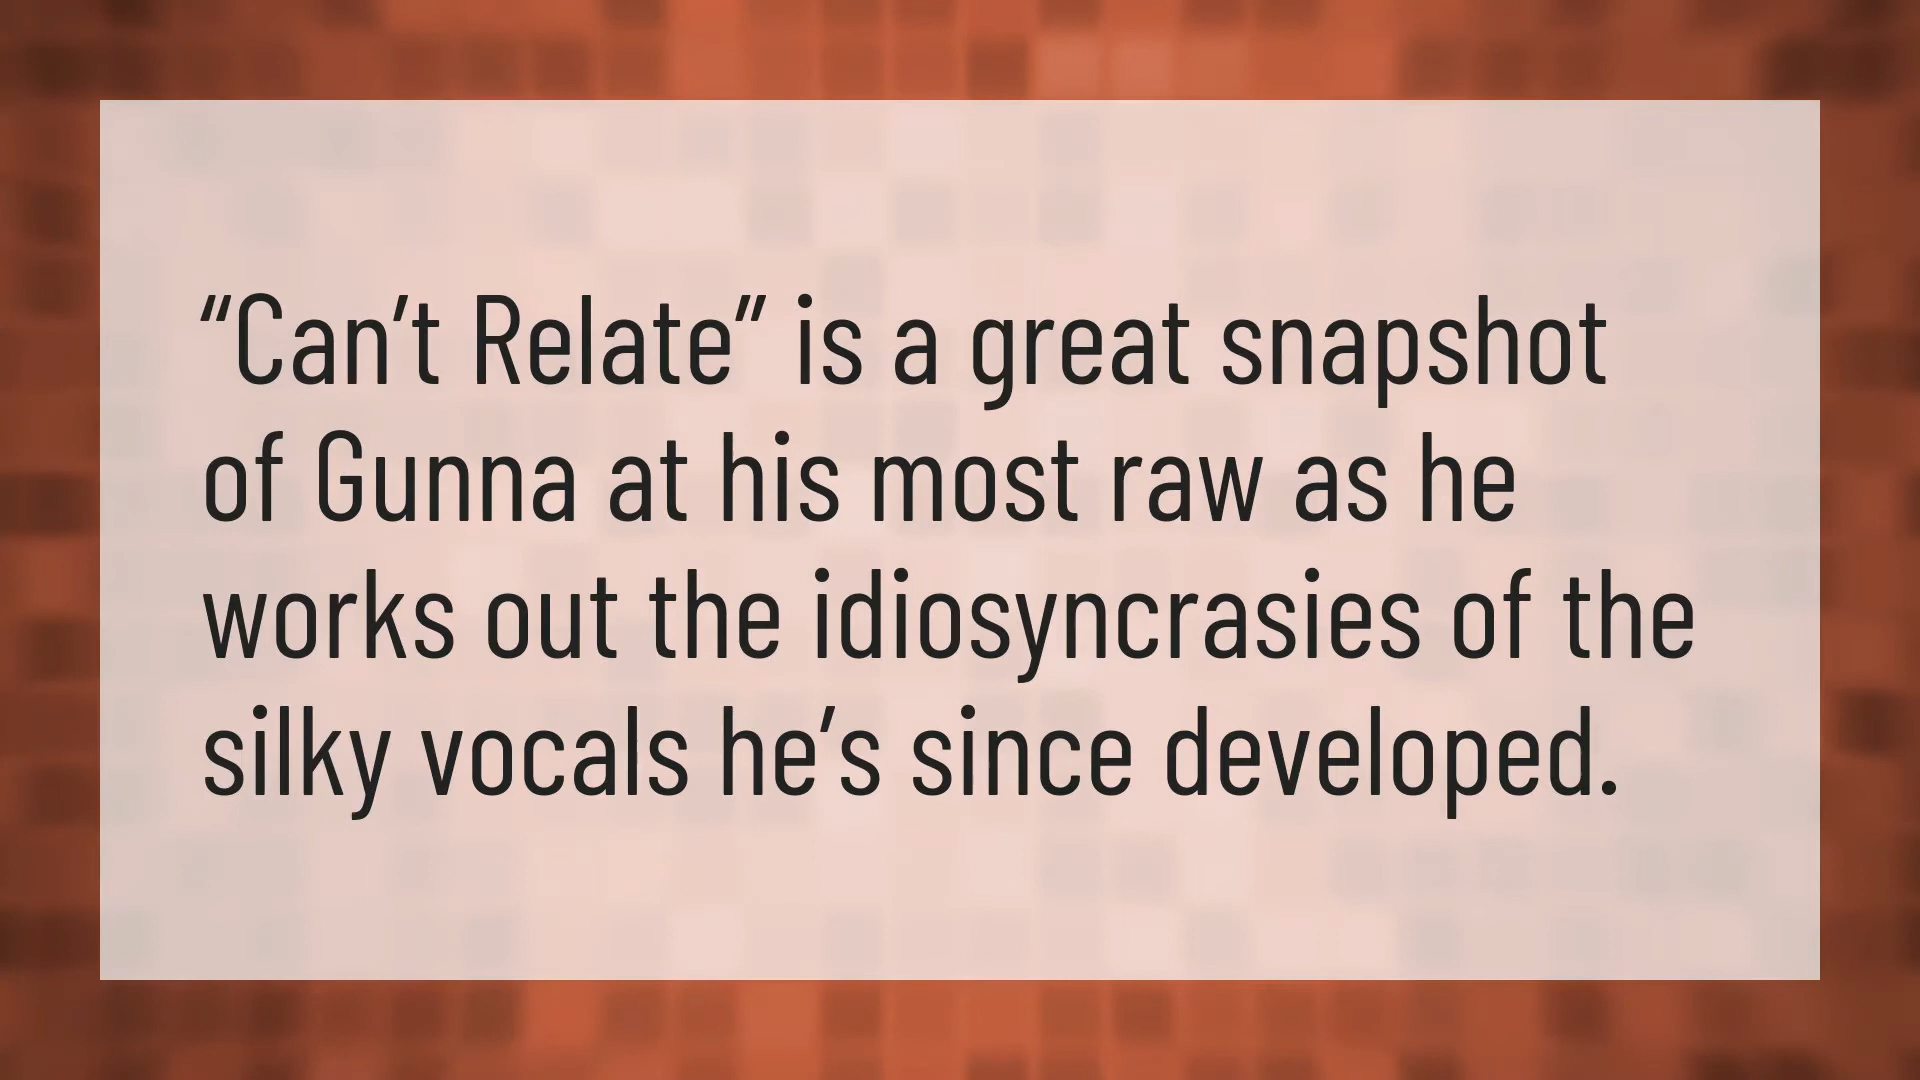 “Can’t Relate” is a great snapshot
of Gunna at his most raw as he
works out the idiosyncrasies of the
silky vocals he’s since developed.